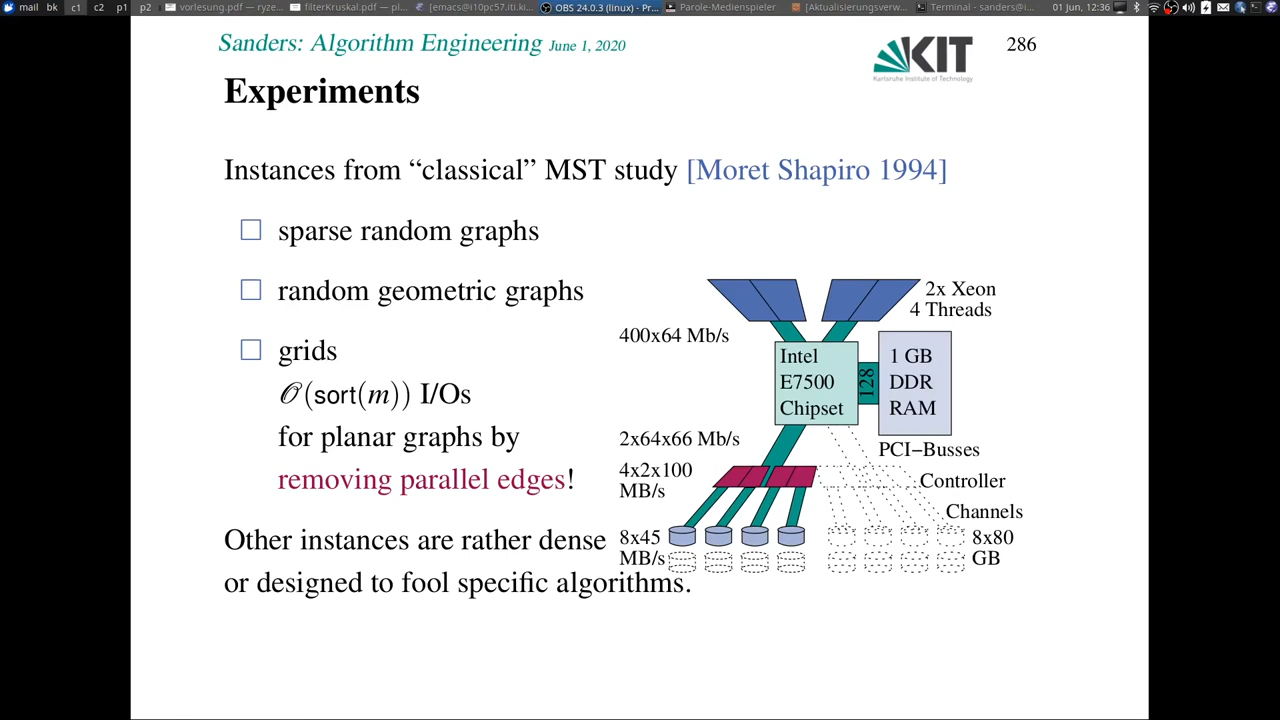 mail bk c1 c2 p1 p2 vorlesung.pdf — ryze... filterKruskal.pdf — pl... [emacs@i10pc57.iti.ki... OBS 24.0.3 (linux) - Pr... Parole-Medienspieler [Aktualisierungsverw... Terminal - sanders@i... 01 Jun, 12:36
Sanders: Algorithm Engineering June 1, 2020
KIT
Karlsruhe Institute of Technology
286
Experiments
Instances from “classical” MST study [Moret Shapiro 1994]
sparse random graphs
random geometric graphs
grids
𝒪(sort(m)) I/Os
for planar graphs by
removing parallel edges!
Other instances are rather dense
or designed to fool specific algorithms.
2x Xeon
4 Threads
400x64 Mb/s
Intel
E7500
Chipset
128
1 GB
DDR
RAM
2x64x66 Mb/s
PCI−Busses
4x2x100
MB/s
Controller
Channels
8x45
MB/s
8x80
GB